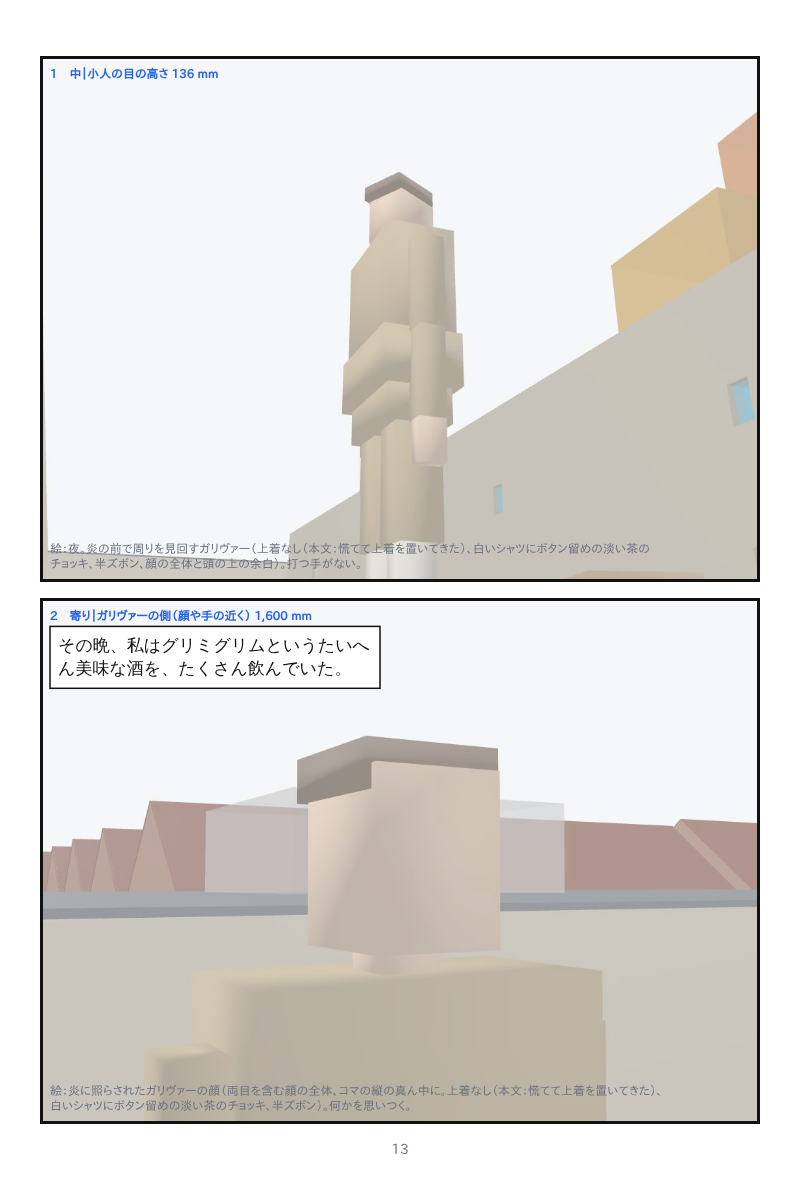 1 中|小人の目の高さ 136 mm
絵：夜。炎の前で周りを見回すガリヴァー（上着なし（本文：慌てて上着を置いてきた）、白いシャツにボタン留めの淡い茶の
チョッキ、半ズボン、顔の全体と頭の上の余白）。打つ手がない。
2 寄り|ガリヴァーの側（顔や手の近く） 1,600 mm
その晩、私はグリミグリムというたいへ
ん美味な酒を、たくさん飲んでいた。
絵：炎に照らされたガリヴァーの顔（両目を含む顔の全体、コマの縦の真ん中に。上着なし（本文：慌てて上着を置いてきた）、
白いシャツにボタン留めの淡い茶のチョッキ、半ズボン）。何かを思いつく。
13